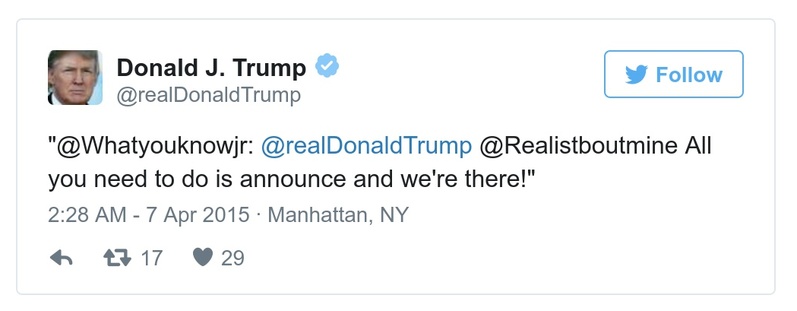 Donald J. Trump
@realDonaldTrump
Follow
"@Whatyouknowjr: @realDonaldTrump @Realistboutmine All
you need to do is announce and we're there!"
2:28 AM - 7 Apr 2015 · Manhattan, NY
17 29